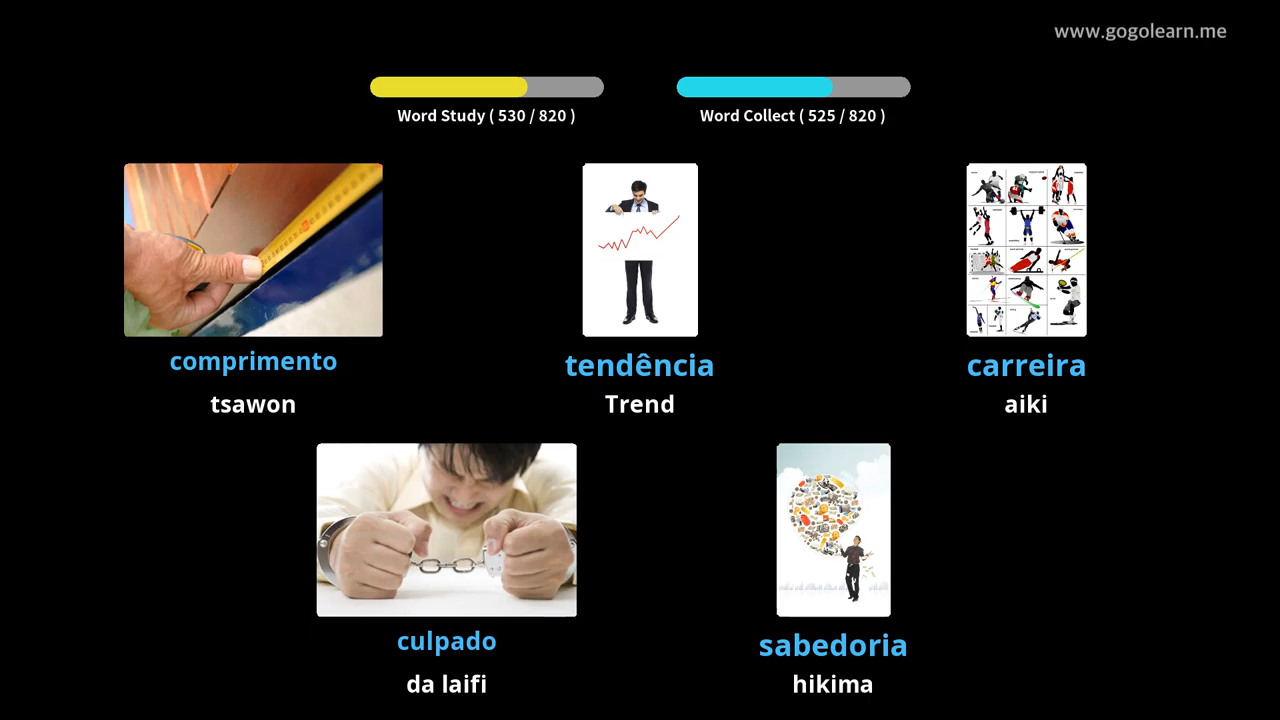 www.gogolearn.me
Word Study ( 530 / 820 )
Word Collect ( 525 / 820 )
comprimento
tsawon
tendência
Trend
carreira
aiki
culpado
da laifi
sabedoria
hikima